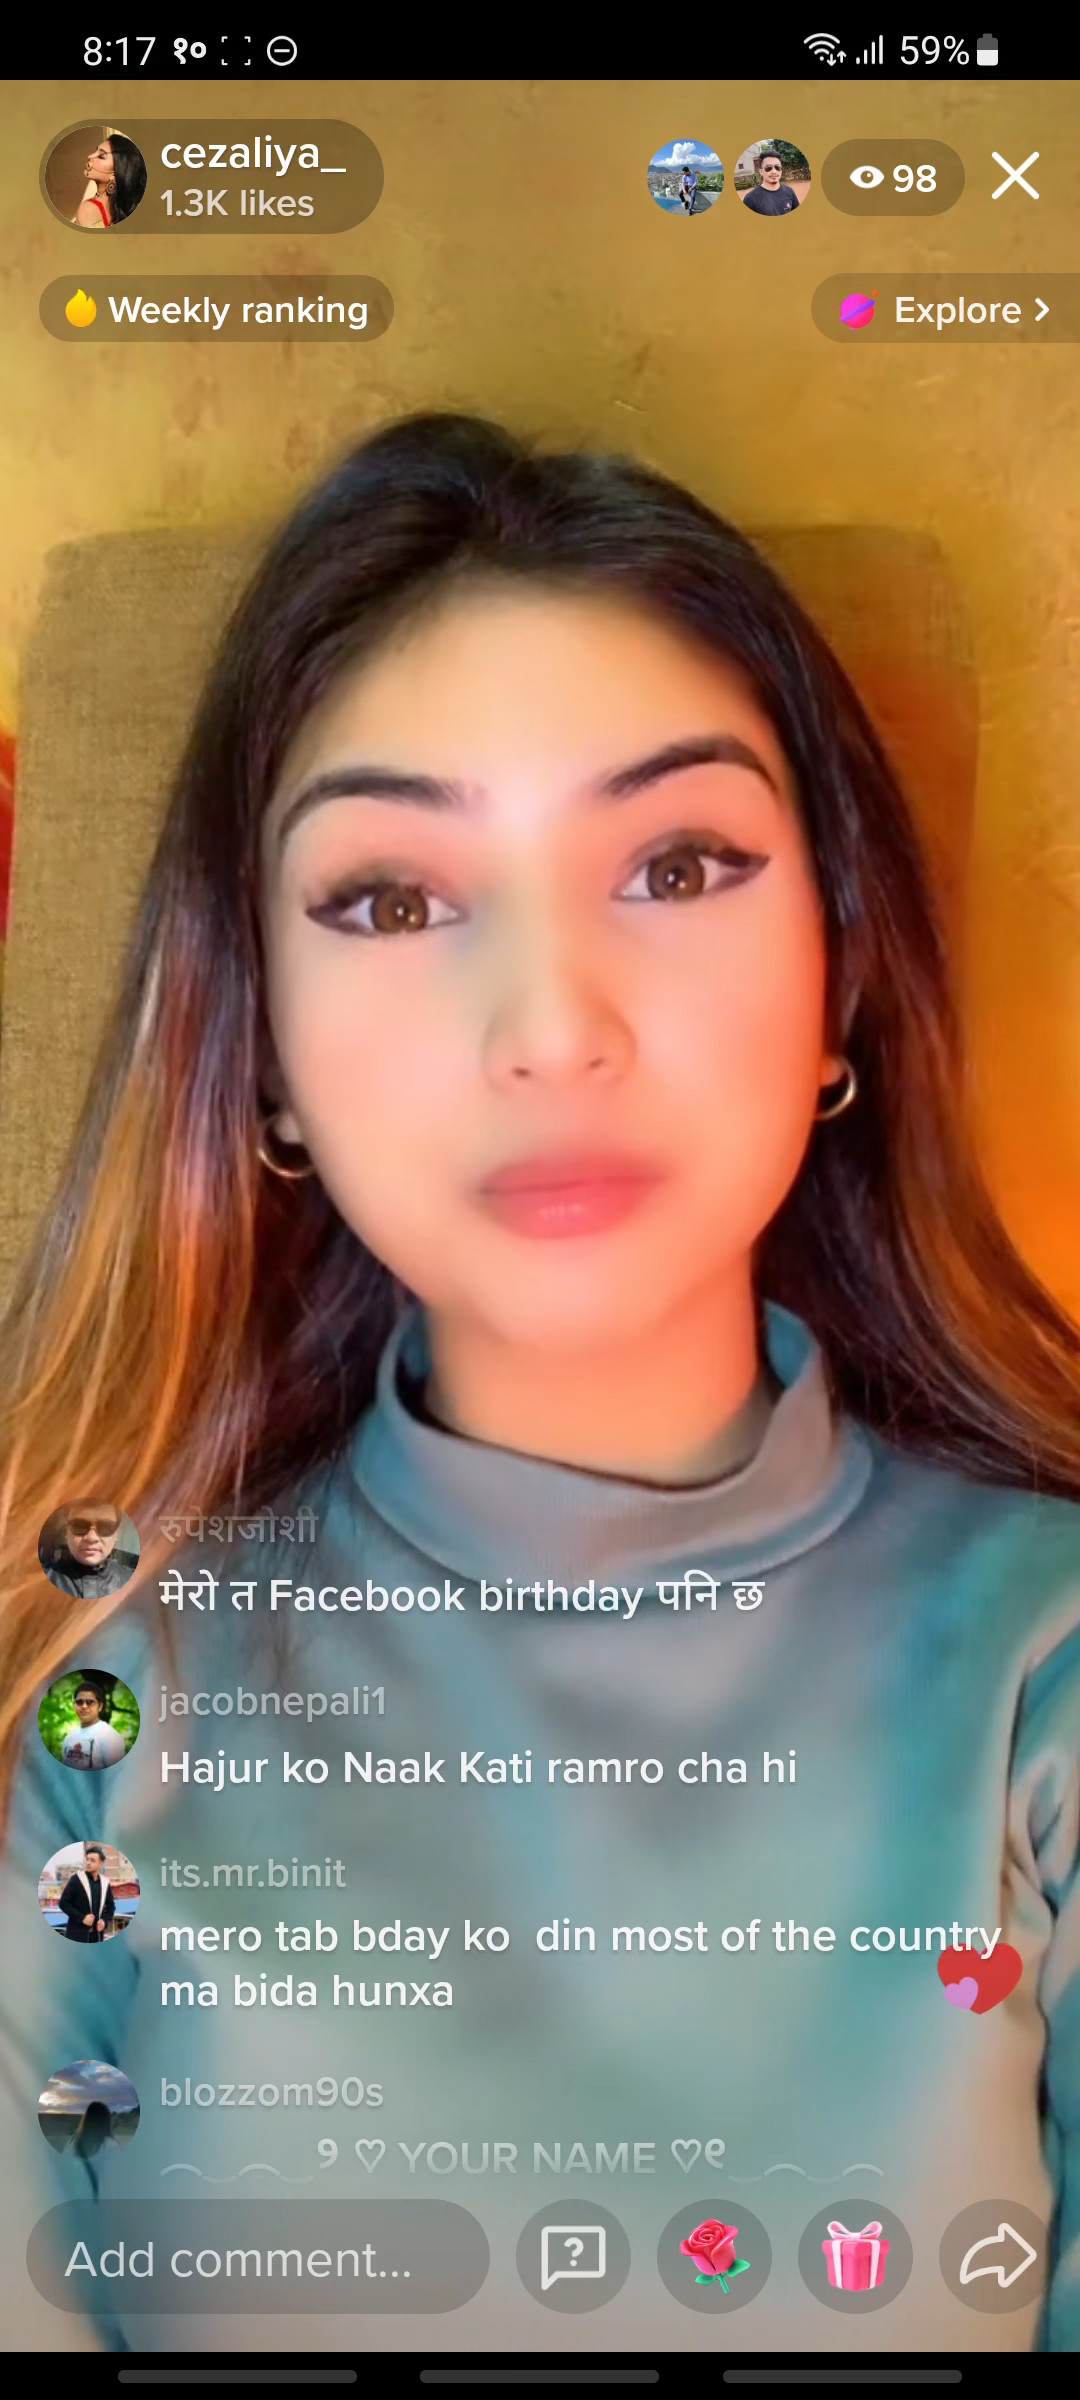 8:17 १० 59%
cezaliya_
1.3K likes
98
Weekly ranking
Explore
रुपेशजोशी
मेरो त Facebook birthday पनि छ
jacobnepali1
Hajur ko Naak Kati ramro cha hi
its.mr.binit
mero tab bday ko  din most of the country
ma bida hunxa
blozzom90s
︵‿︵‿୨ ♡ YOUR NAME ♡୧‿︵‿︵
Add comment...